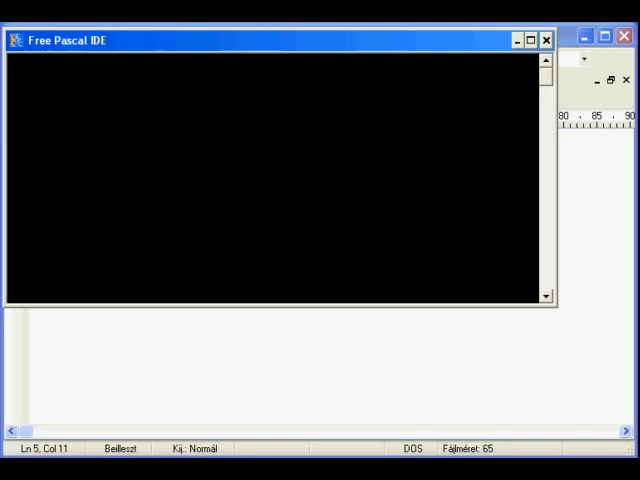 Free Pascal IDE
80 85 90
Ln 5, Col 11 Beilleszt Kij.: Normál DOS Fájlméret: 65